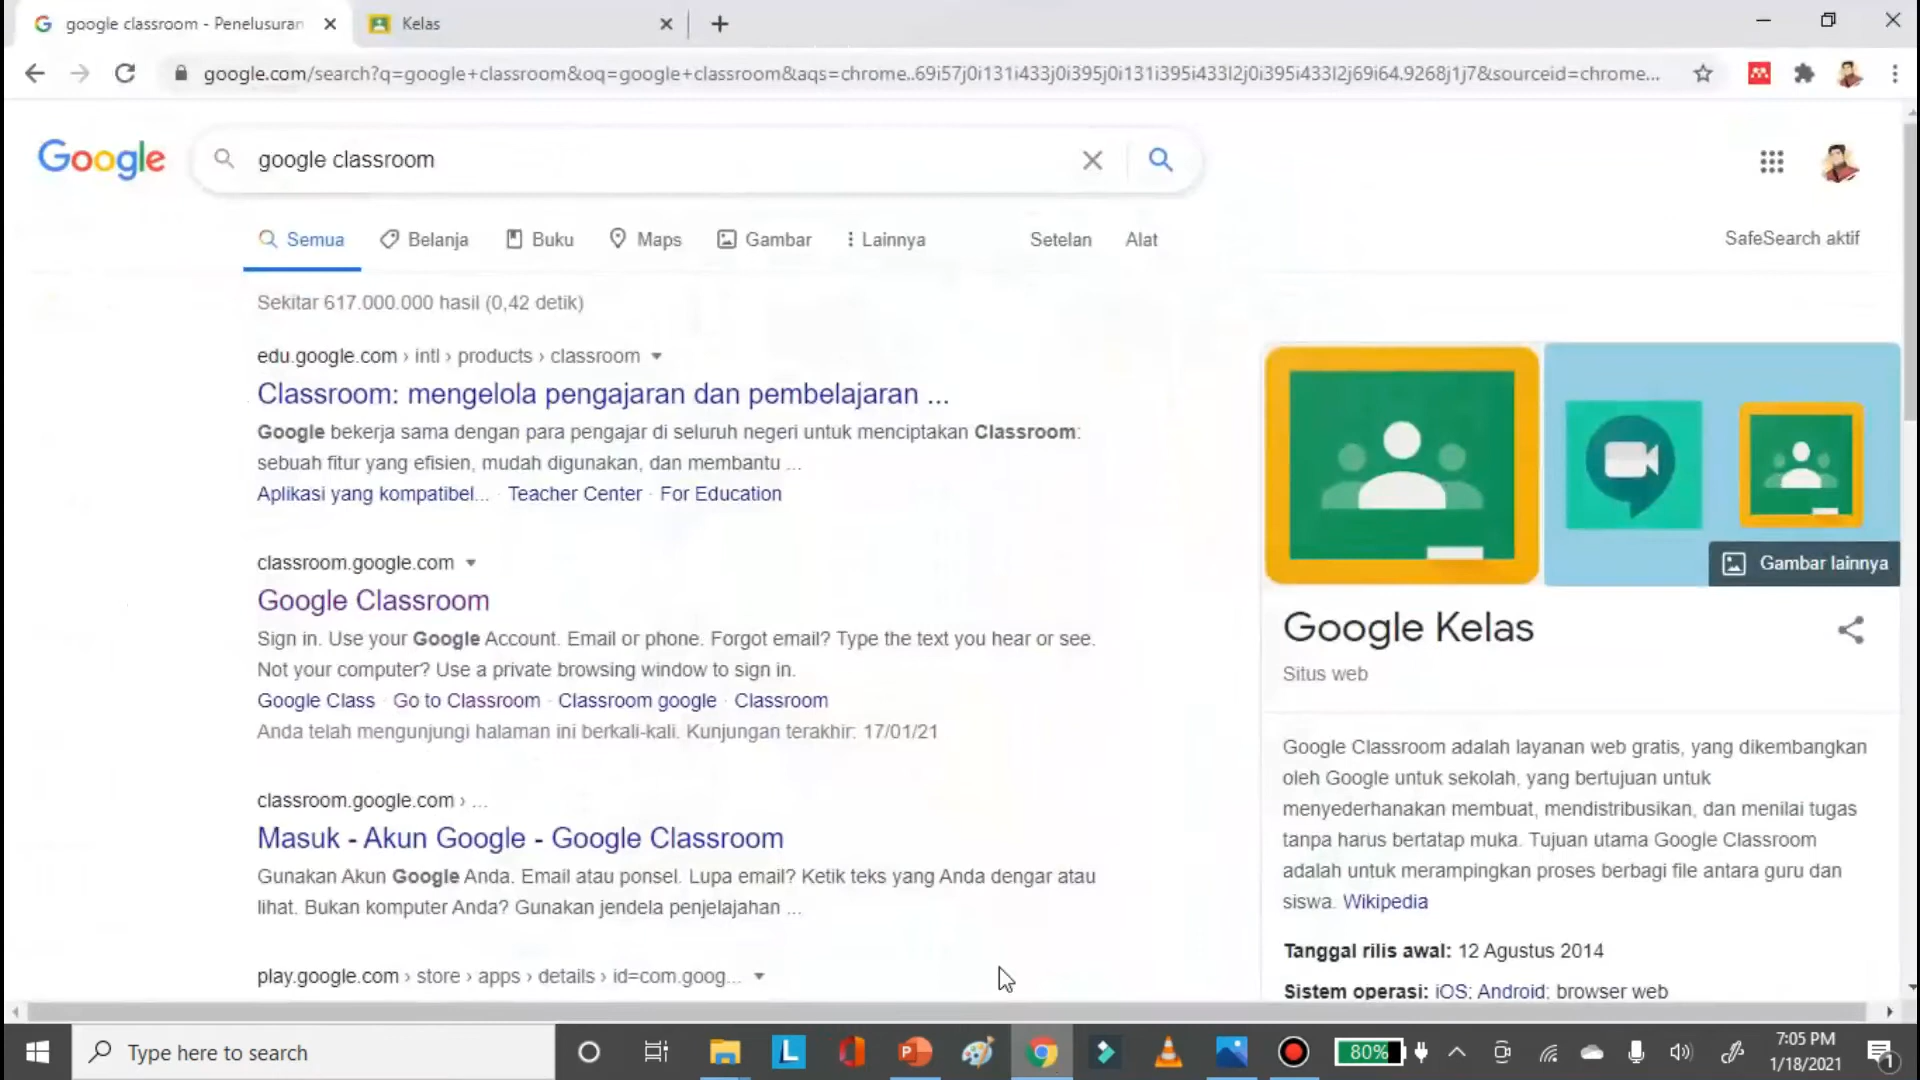 google classroom - Penelusuran
Kelas
google.com/search?q=google+classroom&oq=google+classroom&aqs=chrome..69i57j0i131i433j0i395j0i131i395i433l2j0i395i433l2j69i64.9268j1j7&sourceid=chrome...
Google
google classroom
Semua Belanja Buku Maps Gambar Lainnya Setelan Alat SafeSearch aktif
Sekitar 617.000.000 hasil (0,42 detik)
edu.google.com › intl › products › classroom
Classroom: mengelola pengajaran dan pembelajaran ...
Google bekerja sama dengan para pengajar di seluruh negeri untuk menciptakan Classroom:
sebuah fitur yang efisien, mudah digunakan, dan membantu ...
Aplikasi yang kompatibel... · Teacher Center · For Education
classroom.google.com
Google Classroom
Sign in. Use your Google Account. Email or phone. Forgot email? Type the text you hear or see.
Not your computer? Use a private browsing window to sign in.
Google Class · Go to Classroom · Classroom google · Classroom
Anda telah mengunjungi halaman ini berkali-kali. Kunjungan terakhir: 17/01/21
classroom.google.com › ...
Masuk - Akun Google - Google Classroom
Gunakan Akun Google Anda. Email atau ponsel. Lupa email? Ketik teks yang Anda dengar atau
lihat. Bukan komputer Anda? Gunakan jendela penjelajahan ...
play.google.com › store › apps › details › id=com.goog...
Gambar lainnya
Google Kelas
Situs web
Google Classroom adalah layanan web gratis, yang dikembangkan
oleh Google untuk sekolah, yang bertujuan untuk
menyederhanakan membuat, mendistribusikan, dan menilai tugas
tanpa harus bertatap muka. Tujuan utama Google Classroom
adalah untuk merampingkan proses berbagi file antara guru dan
siswa. Wikipedia
Tanggal rilis awal: 12 Agustus 2014
Sistem operasi: iOS; Android; browser web
Type here to search
L
80%
7:05 PM
1/18/2021
1